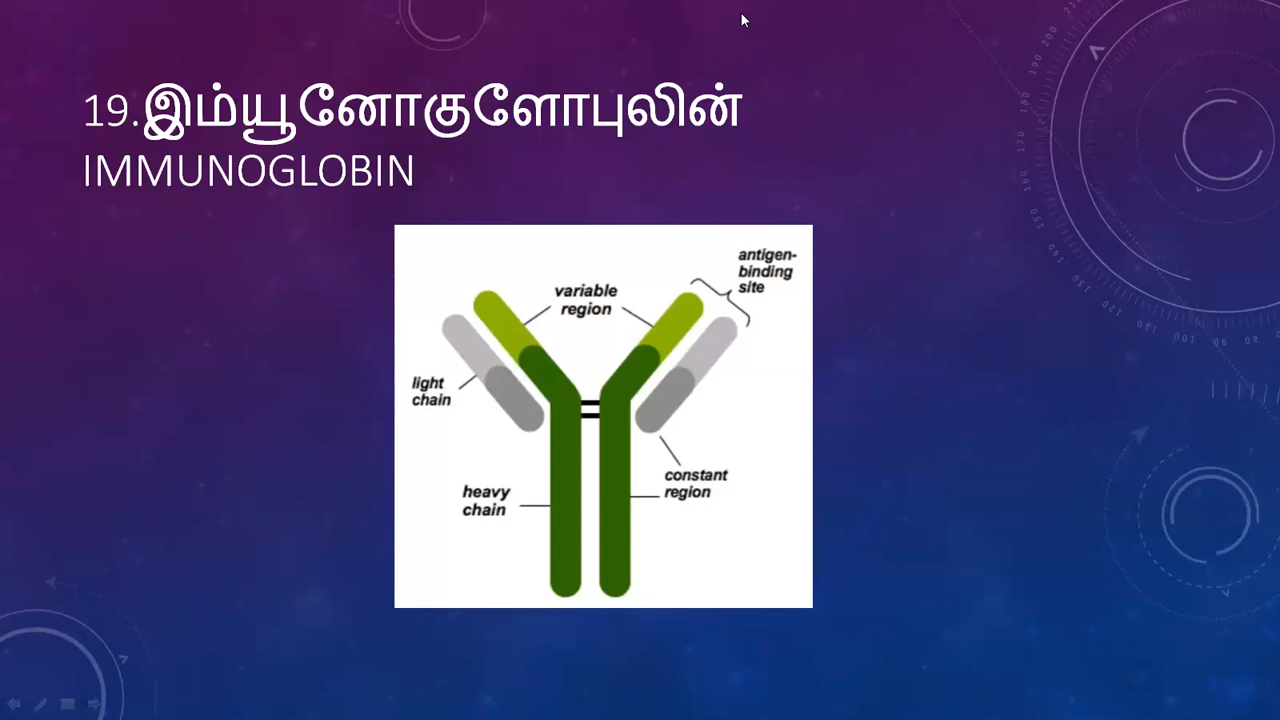 19.இம்யூனோகுளோபுலின்
IMMUNOGLOBIN
antigen-
binding
site
variable
region
light
chain
constant
region
heavy
chain